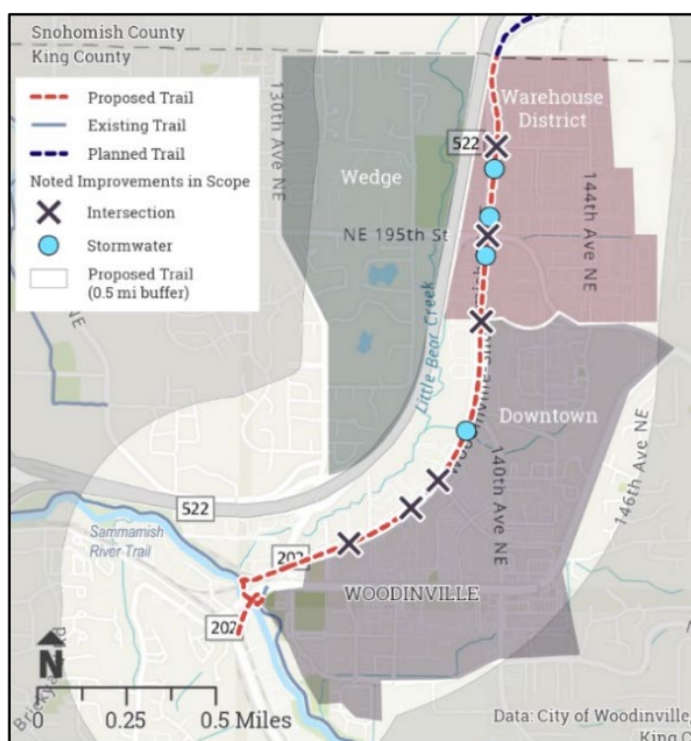 Snohomish County
King County
Proposed Trail
Existing Trail
Planned Trail
Noted Improvements in Scope
Intersection
Stormwater
Proposed Trail
(0.5 mi buffer)
130th Ave NE
Warehouse
District
522
Wedge
144th Ave NE
NE 195th St
Little Bear Creek
Downtown
140th Ave NE
146th Ave NE
522
Sammamish
River Trail
202
WOODINVILLE
202
N
0 0.25 0.5 Miles
Data: City of Woodinville,